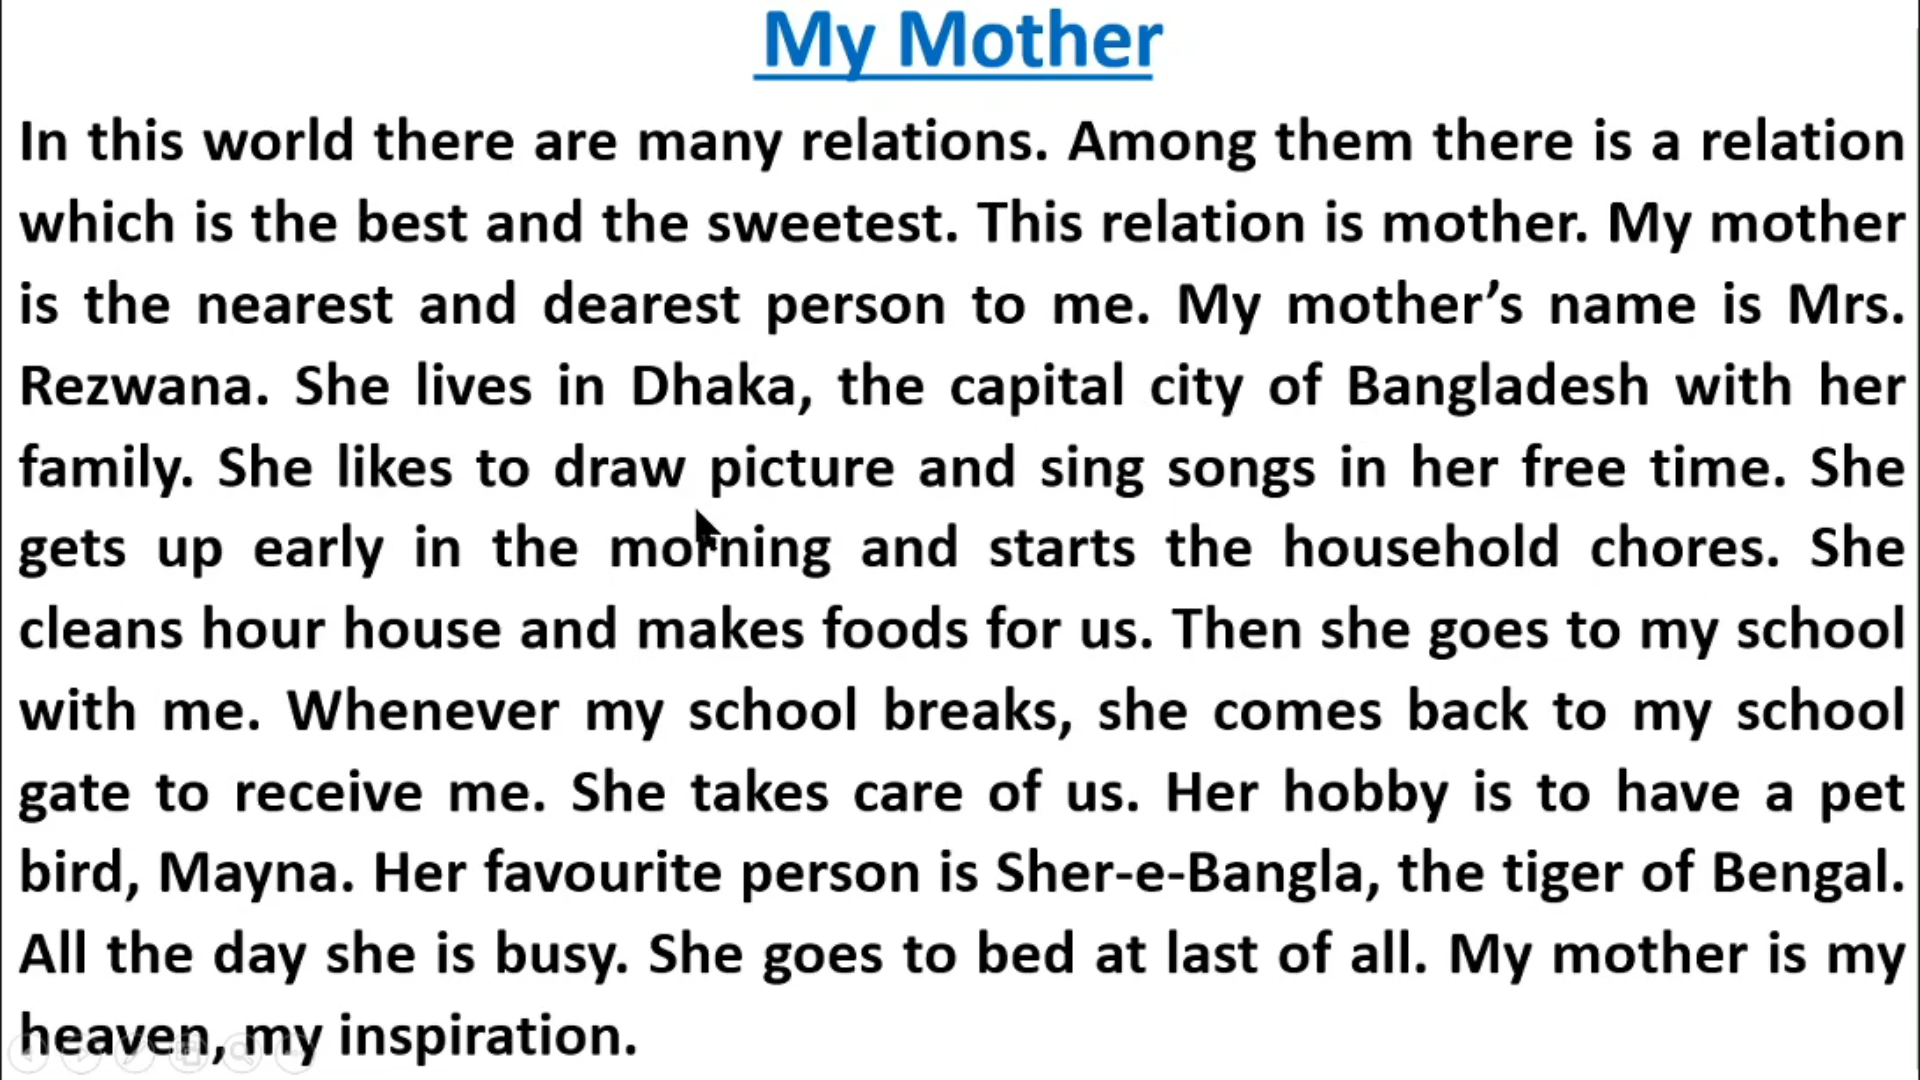 My Mother
In this world there are many relations. Among them there is a relation
which is the best and the sweetest. This relation is mother. My mother
is the nearest and dearest person to me. My mother’s name is Mrs.
Rezwana. She lives in Dhaka, the capital city of Bangladesh with her
family. She likes to draw picture and sing songs in her free time. She
gets up early in the morning and starts the household chores. She
cleans hour house and makes foods for us. Then she goes to my school
with me. Whenever my school breaks, she comes back to my school
gate to receive me. She takes care of us. Her hobby is to have a pet
bird, Mayna. Her favourite person is Sher-e-Bangla, the tiger of Bengal.
All the day she is busy. She goes to bed at last of all. My mother is my
heaven, my inspiration.